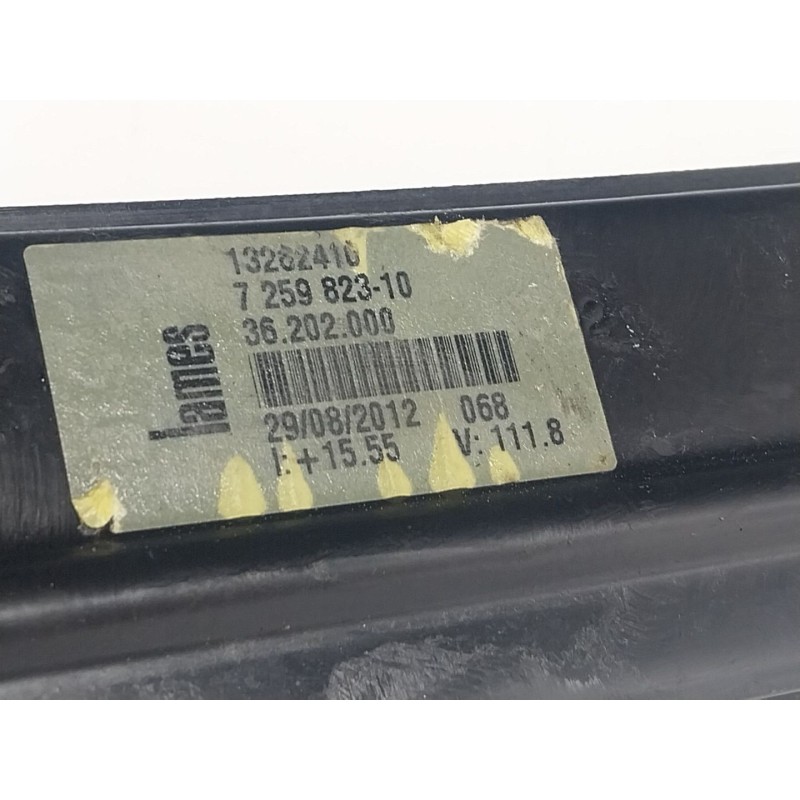 lames
13282410
7 259 823-10
36.202.000
29/08/2012 068
I:+15.55 V: 111.8